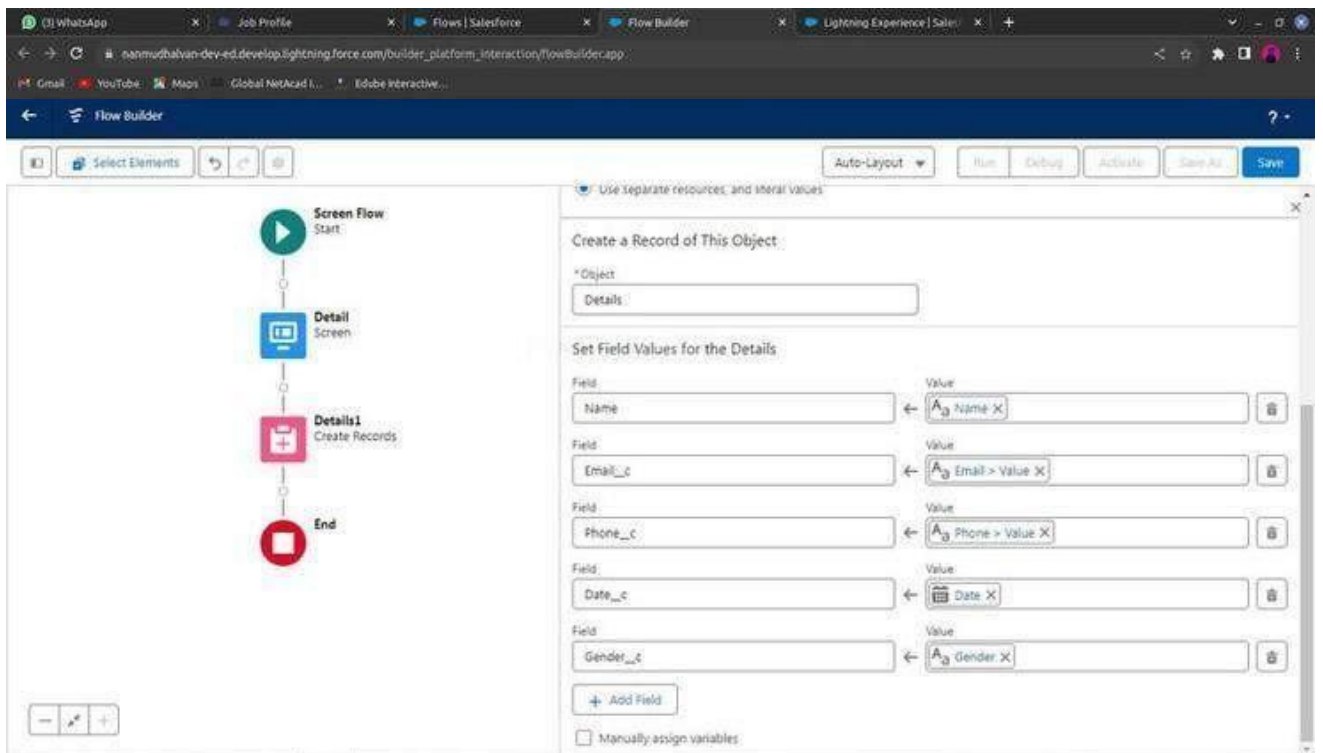 (3) WhatsApp
Job Profile
Flows | Salesforce
Flow Builder
Lightning Experience | Sales
nanmudhalvan-dev-ed.develop.lightning.force.com/builder_platform_interaction/flowBuilder.app
Gmail YouTube Maps Global NetAcad I... Edube Interactive...
Flow Builder
?
Select Elements
Auto-Layout
Run
Debug
Activate
Save As
Save
Screen Flow
Start
Detail
Screen
Details1
Create Records
End
Use separate resources, and literal values
Create a Record of This Object
*Object
Details
Set Field Values for the Details
Field Value
Name ← Aa Name ×
Field Value
Email__c ← Aa Email > Value ×
Field Value
Phone__c ← Aa Phone > Value ×
Field Value
Date__c ← Date ×
Field Value
Gender__c ← Aa Gender ×
+ Add Field
Manually assign variables